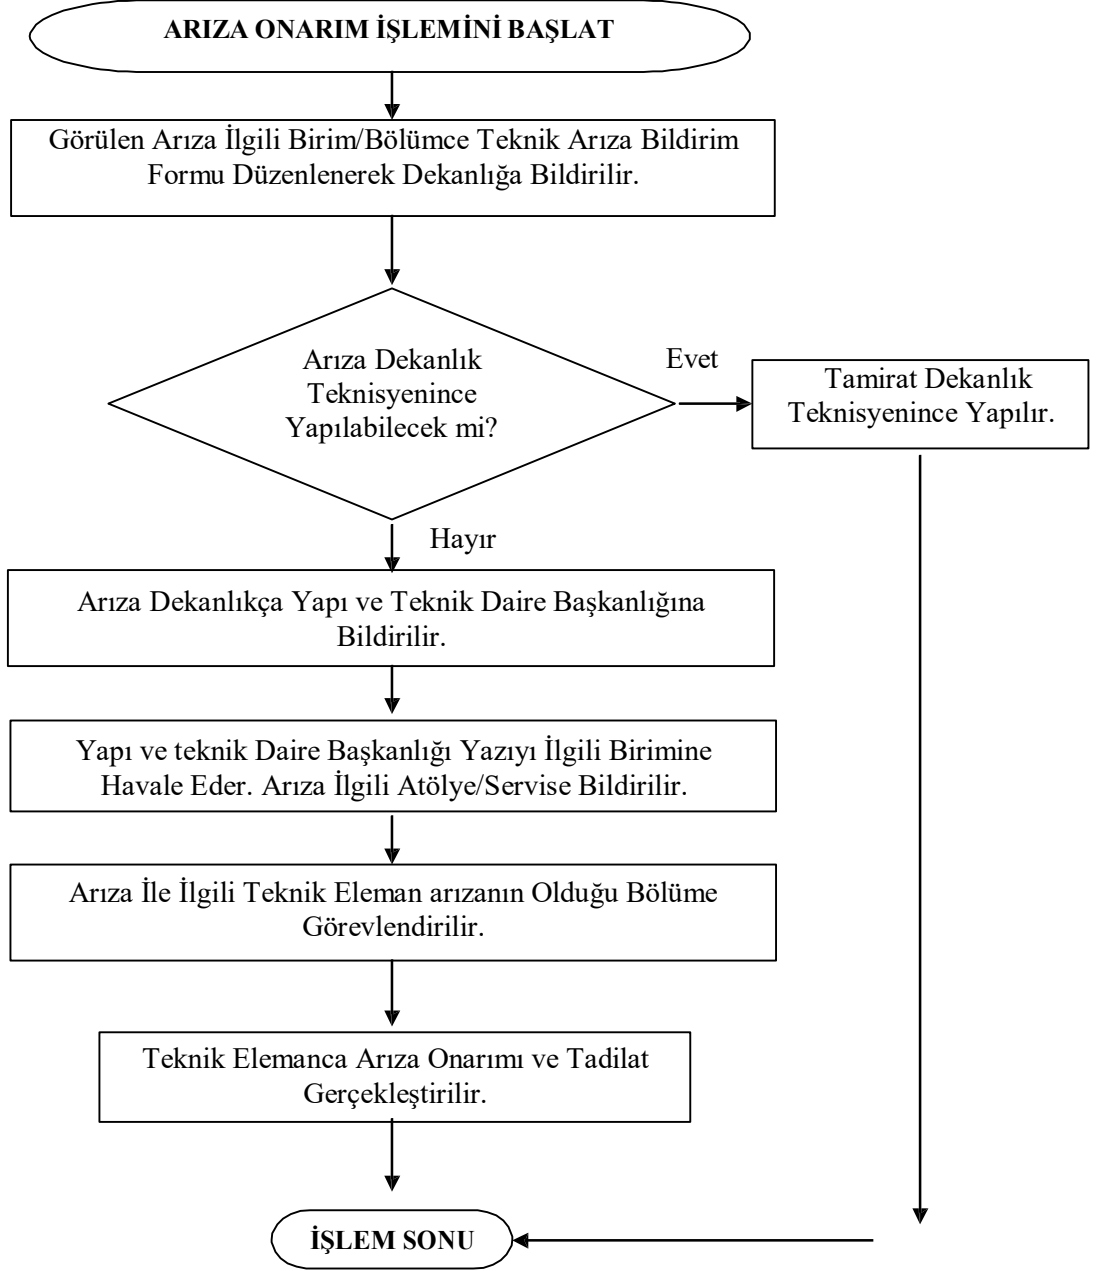 ARIZA ONARIM İŞLEMİNİ BAŞLAT
Görülen Arıza İlgili Birim/Bölümce Teknik Arıza Bildirim
Formu Düzenlenerek Dekanlığa Bildirilir.
Arıza Dekanlık
Teknisyenince
Yapılabilecek mi?
Evet
Tamirat Dekanlık
Teknisyenince Yapılır.
Hayır
Arıza Dekanlıkça Yapı ve Teknik Daire Başkanlığına
Bildirilir.
Yapı ve teknik Daire Başkanlığı Yazıyı İlgili Birimine
Havale Eder. Arıza İlgili Atölye/Servise Bildirilir.
Arıza İle İlgili Teknik Eleman arızanın Olduğu Bölüme
Görevlendirilir.
Teknik Elemanca Arıza Onarımı ve Tadilat
Gerçekleştirilir.
İŞLEM SONU